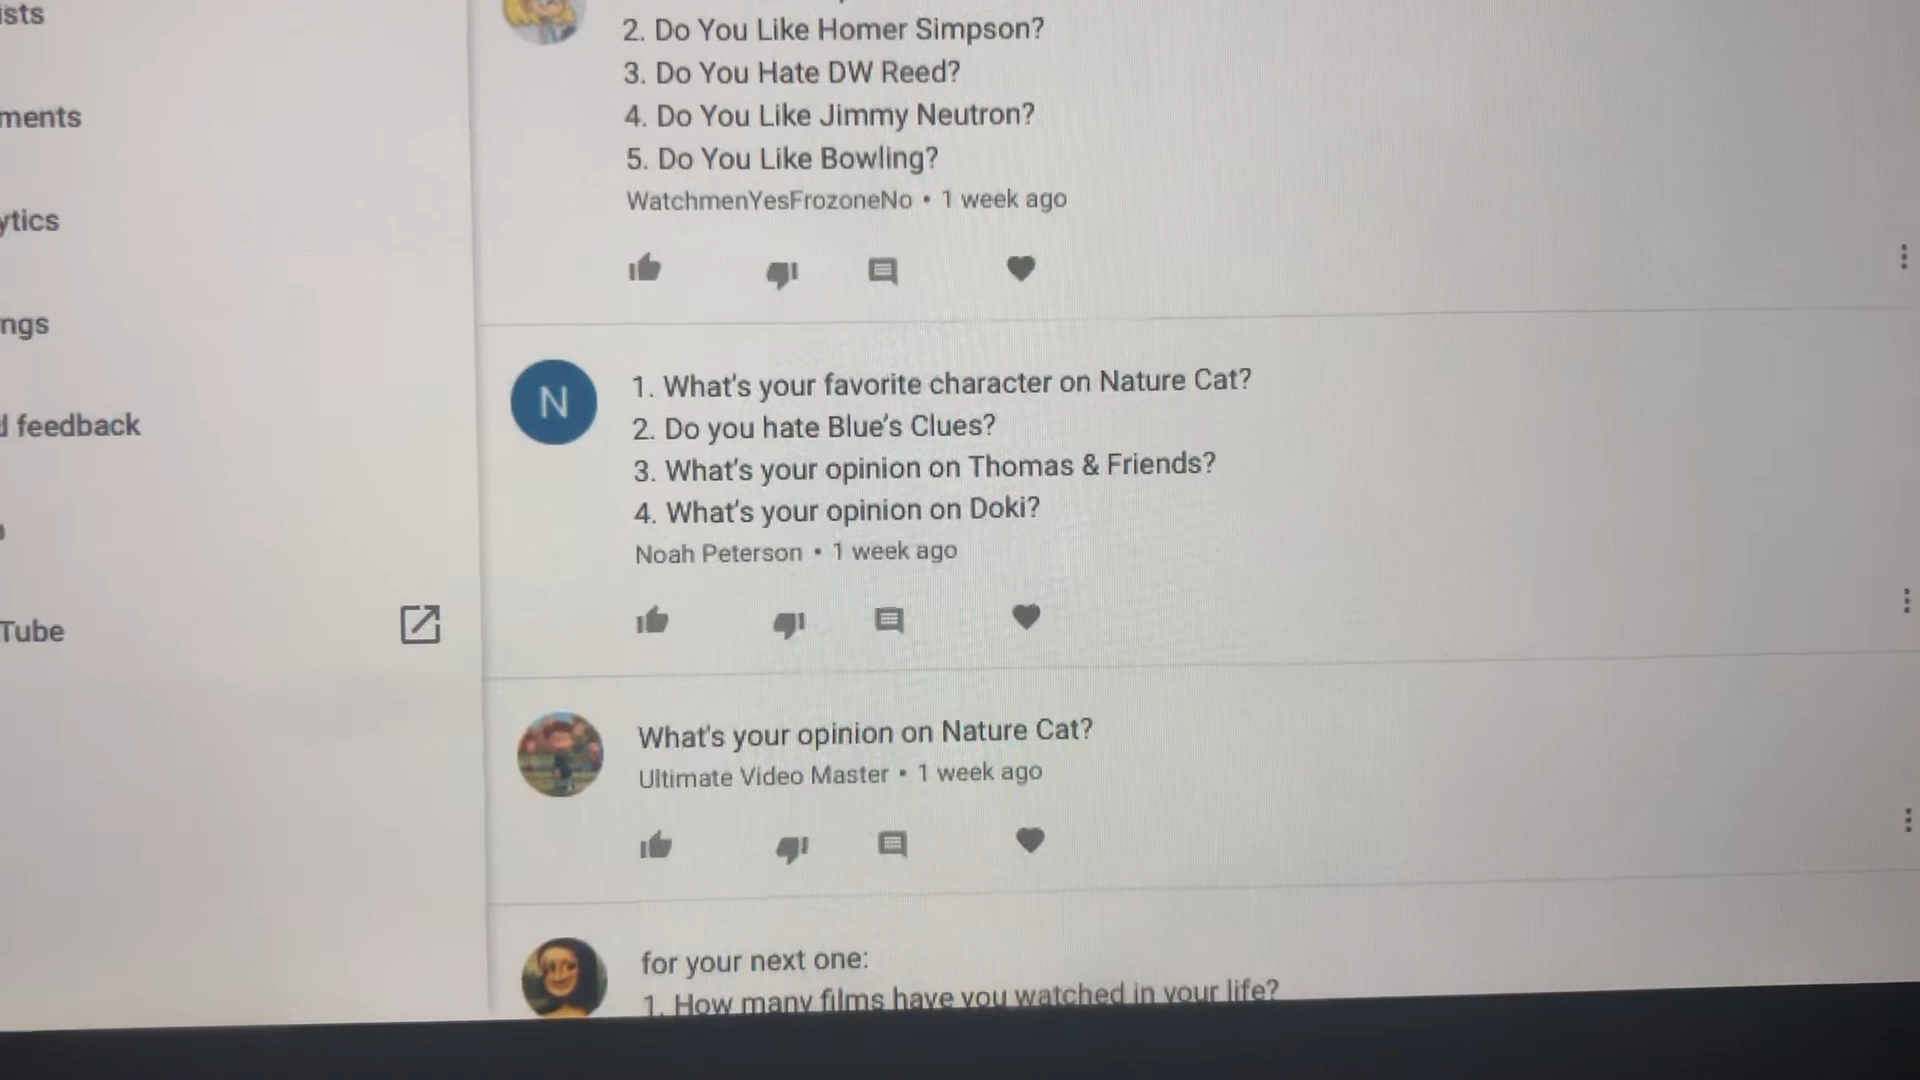 ists
2. Do You Like Homer Simpson?
3. Do You Hate DW Reed?
ments
4. Do You Like Jimmy Neutron?
5. Do You Like Bowling?
WatchmenYesFrozoneNo • 1 week ago
ytics
ngs
N
1. What's your favorite character on Nature Cat?
2. Do you hate Blue's Clues?
d feedback
3. What's your opinion on Thomas & Friends?
4. What's your opinion on Doki?
Noah Peterson • 1 week ago
Tube
What's your opinion on Nature Cat?
Ultimate Video Master • 1 week ago
for your next one:
1. How many films have you watched in your life?